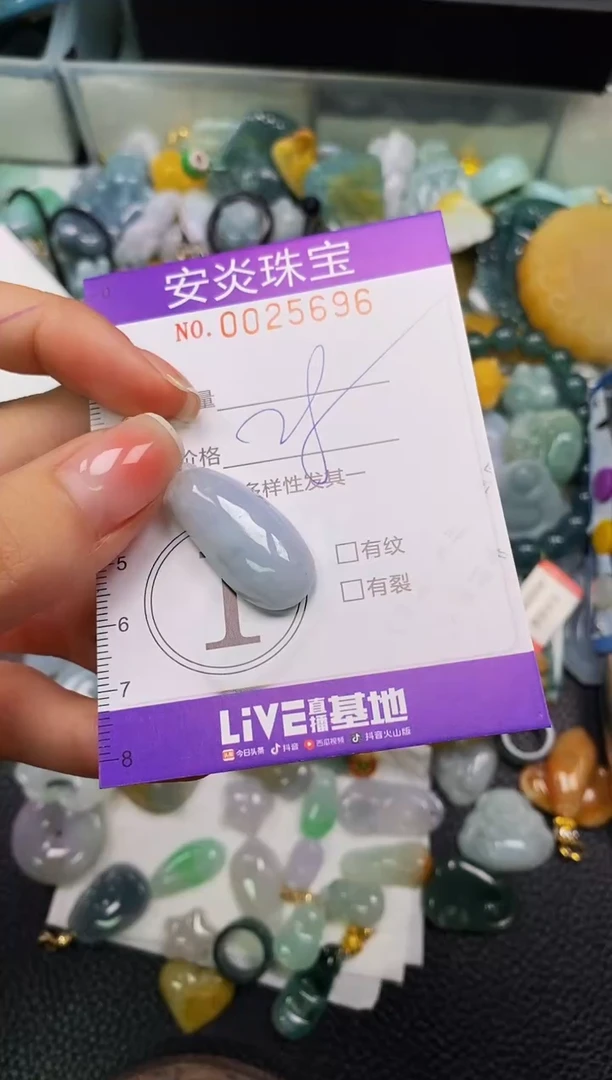 安炎珠宝
NO. 0025696
量
价格
多样性发其一
有纹
有裂
5
6
7
8
1
LiVE直播基地
今日头条 抖音 西瓜视频 抖音火山版